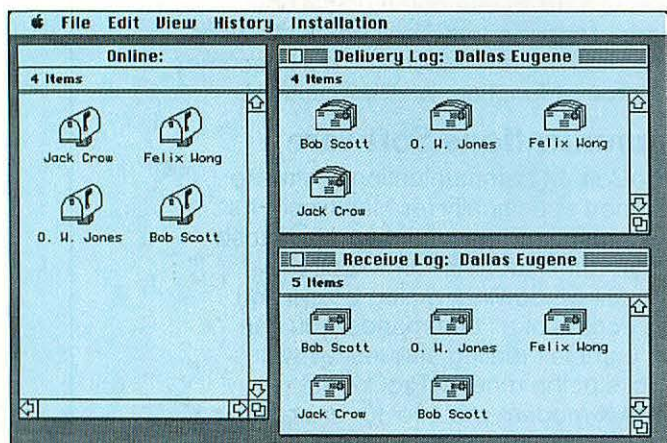 File Edit View History Installation
Online:
4 Items
Jack Crow Felix Wong
O. W. Jones Bob Scott
Delivery Log: Dallas Eugene
4 Items
Bob Scott O. W. Jones Felix Wong
Jack Crow
Receive Log: Dallas Eugene
5 Items
Bob Scott O. W. Jones Felix Wong
Jack Crow Bob Scott